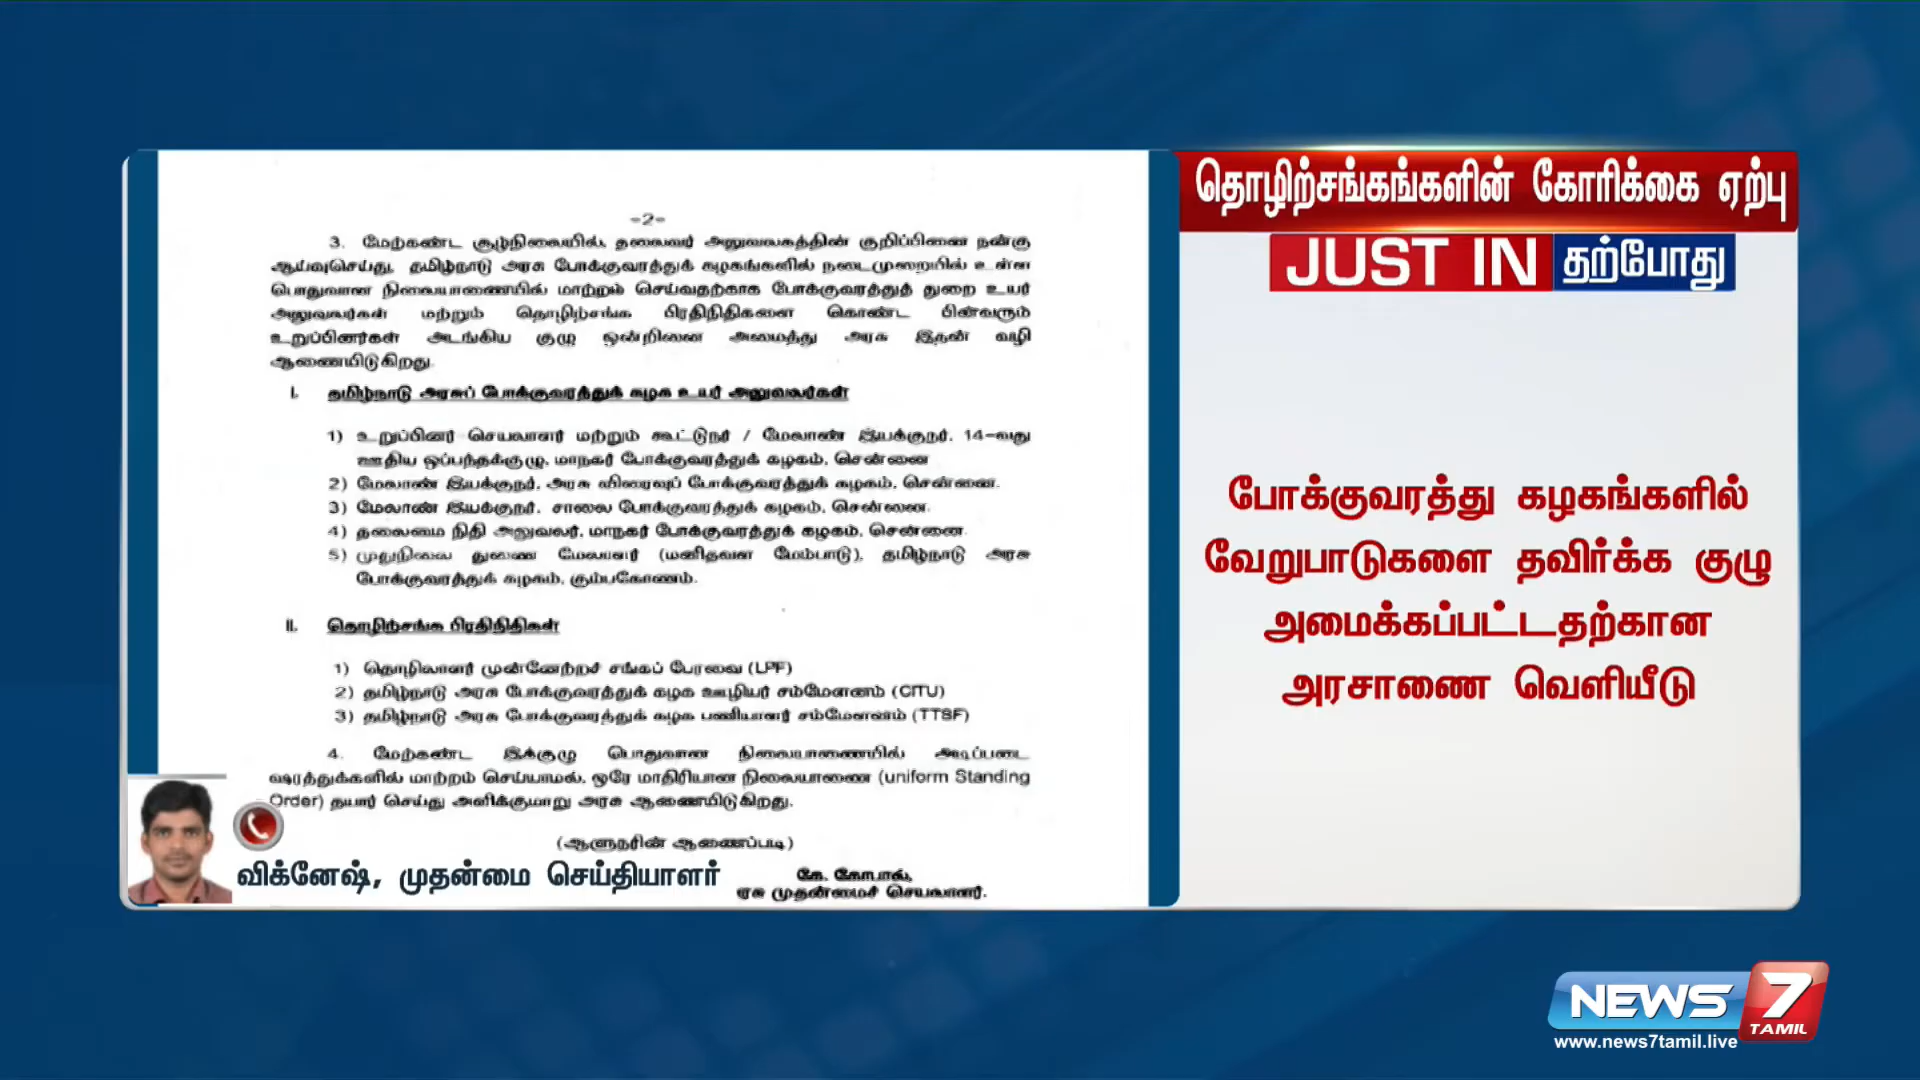 -2-
3. மேற்கண்ட சூழ்நிலையில், தலைவர் அலுவலகத்தின் குறிப்பினை நன்கு
ஆய்வுசெய்து, தமிழ்நாடு அரசு போக்குவரத்துக் கழகங்களில் நடைமுறையில் உள்ள
பொதுவான நிலையாணையில் மாற்றம் செய்வதற்காக போக்குவரத்துத் துறை உயர்
அலுவலர்கள் மற்றும் தொழிற்சங்க பிரதிநிதிகளை கொண்ட பின்வரும்
உறுப்பினர்கள் அடங்கிய குழு ஒன்றினை அமைத்து அரசு இதன் வழி
ஆணையிடுகிறது.
I. தமிழ்நாடு அரசுப் போக்குவரத்துக் கழக உயர் அலுவலர்கள்
1) உறுப்பினர் செயலாளர் மற்றும் கூட்டுநர் / மேலாண் இயக்குநர், 14-வது
ஊதிய ஒப்பந்தக்குழு, மாநகர் போக்குவரத்துக் கழகம், சென்னை
2) மேலாண் இயக்குநர், அரசு விரைவுப் போக்குவரத்துக் கழகம், சென்னை.
3) மேலாண் இயக்குநர், சாலை போக்குவரத்துக் கழகம், சென்னை.
4) தலைமை நிதி அலுவலர், மாநகர் போக்குவரத்துக் கழகம், சென்னை.
5) முதுநிலை துணை மேலாளர் (மனிதவள மேம்பாடு), தமிழ்நாடு அரசு
போக்குவரத்துக் கழகம், கும்பகோணம்.
II. தொழிற்சங்க பிரதிநிதிகள்
1) தொழிலாளர் முன்னேற்றச் சங்கப் பேரவை (LPF)
2) தமிழ்நாடு அரசு போக்குவரத்துக் கழக ஊழியர் சம்மேளனம் (CITU)
3) தமிழ்நாடு அரசு போக்குவரத்துக் கழக பணியாளர் சம்மேளனம் (TTSF)
4. மேற்கண்ட இக்குழு பொதுவான நிலையாணையில் அடிப்படை
ஷரத்துக்களில் மாற்றம் செய்யாமல், ஒரே மாதிரியான நிலையாணை (uniform Standing
Order) தயார் செய்து அளிக்குமாறு அரசு ஆணையிடுகிறது.
(ஆளுநரின் ஆணைப்படி)
கே. கோபால்,
ரசு முதன்மைச் செயலாளர்.
விக்னேஷ், முதன்மை செய்தியாளர்
தொழிற்சங்கங்களின் கோரிக்கை ஏற்பு
JUST IN தற்போது
போக்குவரத்து கழகங்களில்
வேறுபாடுகளை தவிர்க்க குழு
அமைக்கப்பட்டதற்கான
அரசாணை வெளியீடு
NEWS 7
TAMIL
www.news7tamil.live